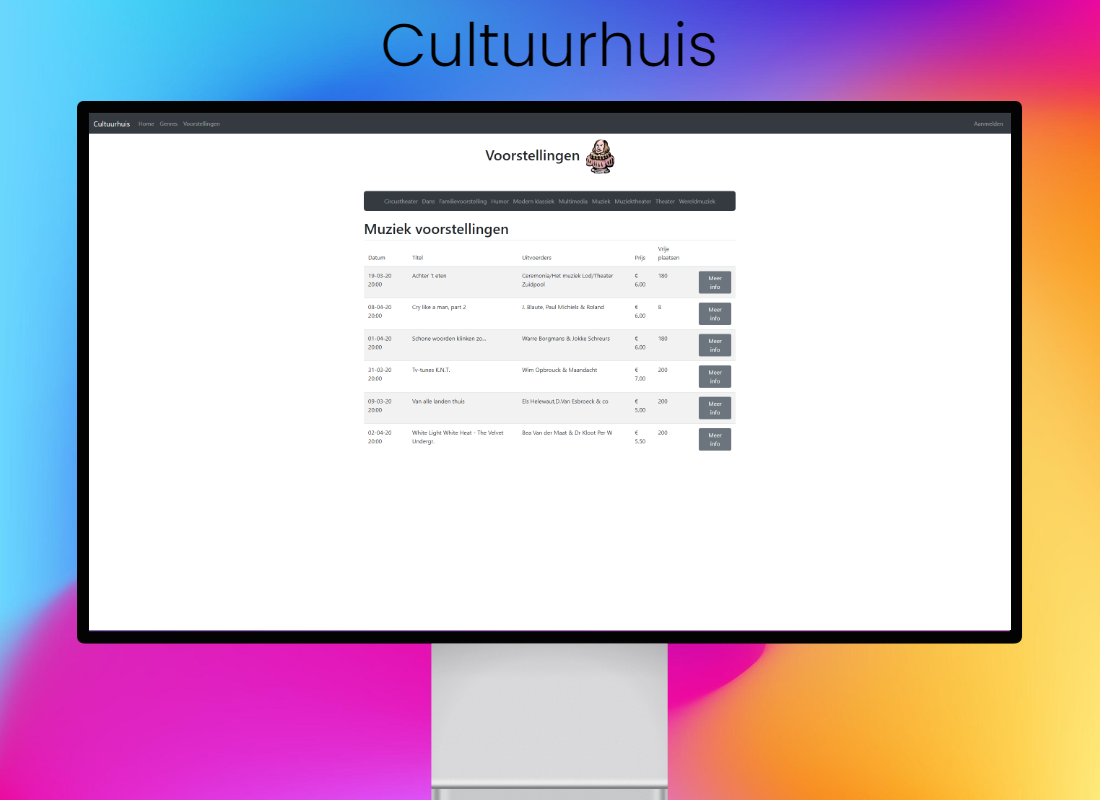 Cultuurhuis
Cultuurhuis Home Genres Voorstellingen Aanmelden
Voorstellingen
Circustheater Dans Familievoorstelling Humor Modern klassiek Multimedia Muziek Muziektheater Theater Wereldmuziek
Muziek voorstellingen
Vrije
Datum Titel Uitvoerders Prijs plaatsen
19-03-20 Achter 't eten Ceremonia/Het muziek Lod/Theater € 180 Meer
20:00 Zuidpool 6.00 info
08-04-20 Cry like a man, part 2 J. Blaute, Paul Michiels & Roland € 8 Meer
20:00 6.00 info
01-04-20 Schone woorden klinken zo... Warre Borgmans & Jokke Schreurs € 180 Meer
20:00 6.00 info
Tv-tunes K.N.T. Wim Opbrouck & Maandacht € 200 Meer
20:00 7.00 info
09-03-20 Van alle landen thuis Els Helewaut,D.Van Esbroeck & co € 200 Meer
20:00 5.00 info
02-04-20 White Light White Heat - The Velvet Bea Van der Maat & Dr Kloot Per W € 200 Meer
20:00 Undergr. 5.50 info